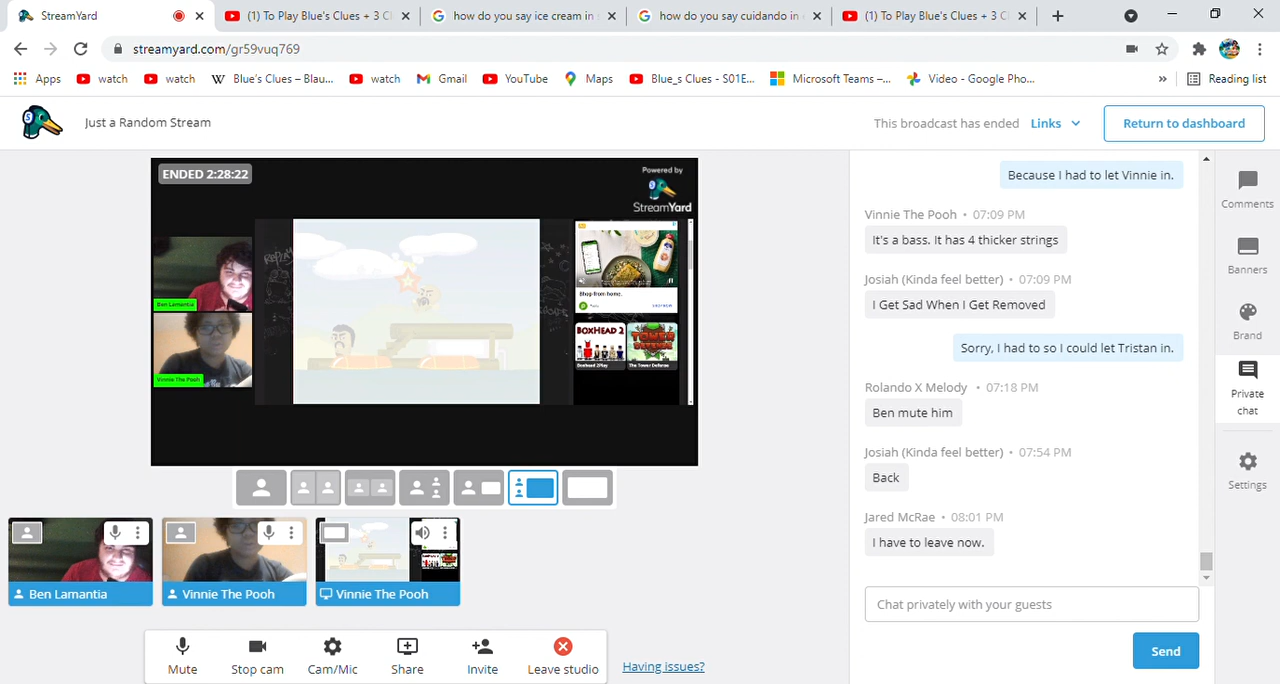 StreamYard
(1) To Play Blue's Clues + 3 C
how do you say ice cream in s
how do you say cuidando in
(1) To Play Blue's Clues + 3 C
streamyard.com/gr59vuq769
Apps
watch
watch
Blue's Clues – Blau...
watch
Gmail
YouTube
Maps
Blue_s Clues - S01E...
Microsoft Teams –...
Video - Google Pho...
»
Reading list
Just a Random Stream
This broadcast has ended
Links
Return to dashboard
ENDED 2:28:22
Powered by
StreamYard
Ben Lamantia
Vinnie The Pooh
Shop from home.
BOXHEAD 2
TOWER DEFENSE
Boxhead 2Play
The Tower Defense
Because I had to let Vinnie in.
Vinnie The Pooh • 07:09 PM
It's a bass. It has 4 thicker strings
Josiah (Kinda feel better) • 07:09 PM
I Get Sad When I Get Removed
Sorry, I had to so I could let Tristan in.
Rolando X Melody • 07:18 PM
Ben mute him
Josiah (Kinda feel better) • 07:54 PM
Back
Jared McRae • 08:01 PM
I have to leave now.
Chat privately with your guests
Send
Comments
Banners
Brand
Private
chat
Settings
Ben Lamantia
Vinnie The Pooh
Vinnie The Pooh
Mute
Stop cam
Cam/Mic
Share
Invite
Leave studio
Having issues?